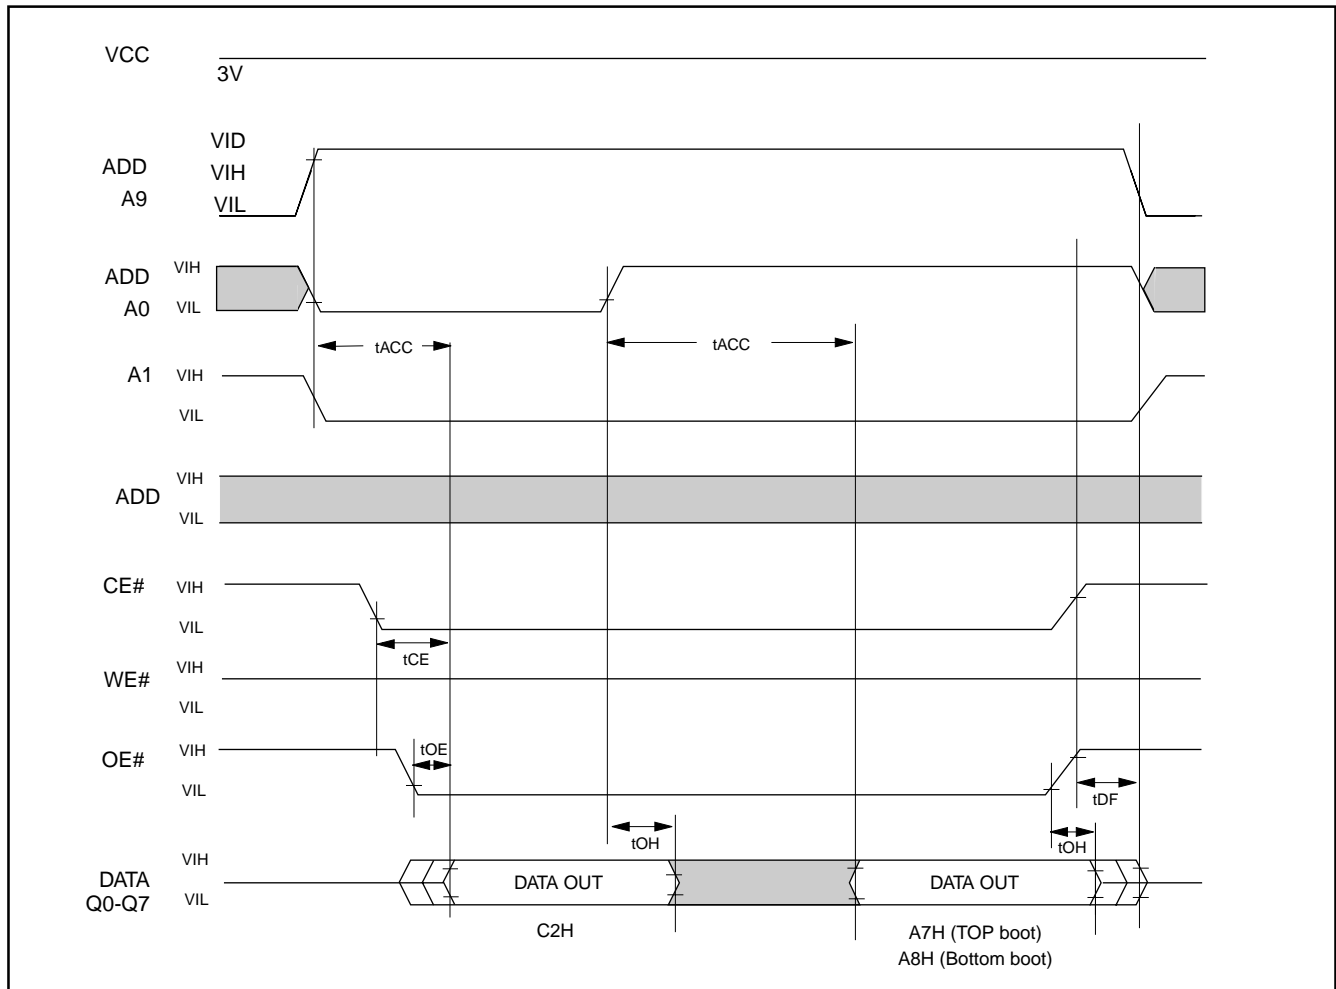 VCC
3V
VID
ADD
VIH
A9
VIL
ADD
VIH
A0
VIL
tACC
tACC
A1
VIH
VIL
ADD
VIH
VIL
CE#
VIH
VIL
tCE
WE#
VIH
VIL
OE#
VIH
tOE
VIL
tDF
tOH
tOH
VIH
DATA
Q0-Q7
VIL
DATA OUT
DATA OUT
C2H
A7H (TOP boot)
A8H (Bottom boot)